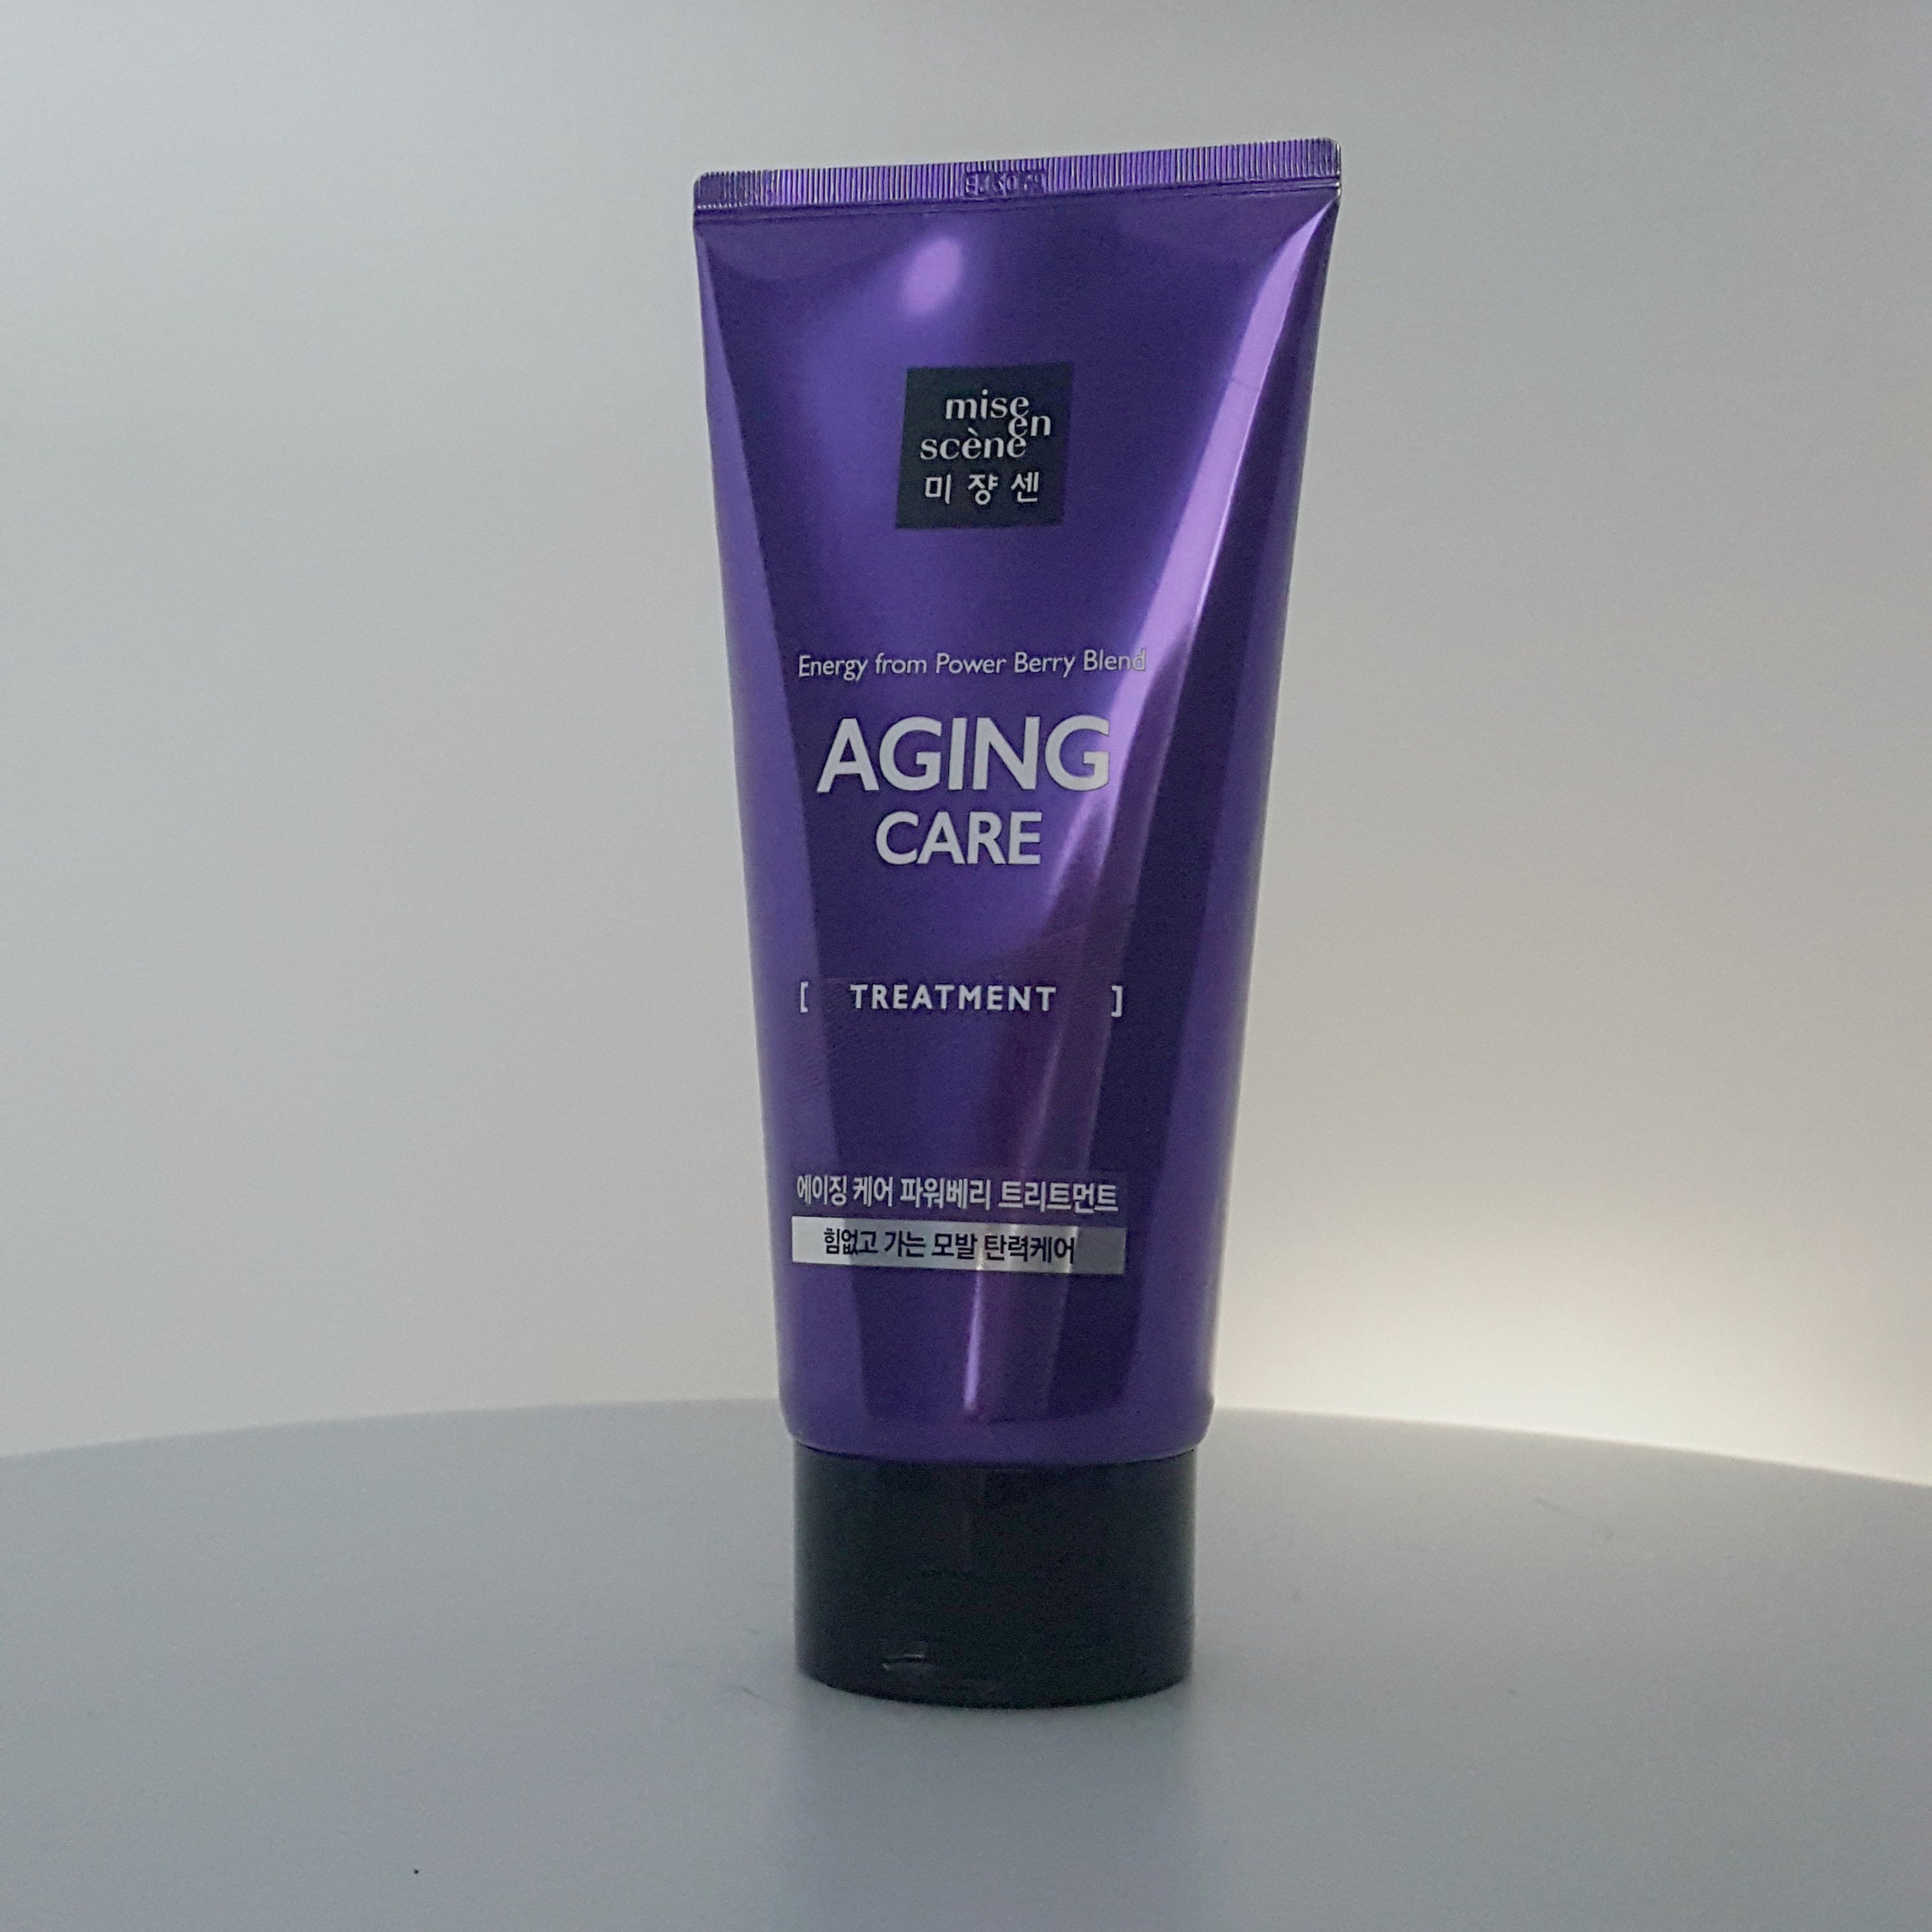 mise
en
scène
미쟝센
Energy from Power Berry Blend
AGING
CARE
[ TREATMENT ]
에이징 케어 파워베리 트리트먼트
힘없고 가는 모발 탄력케어